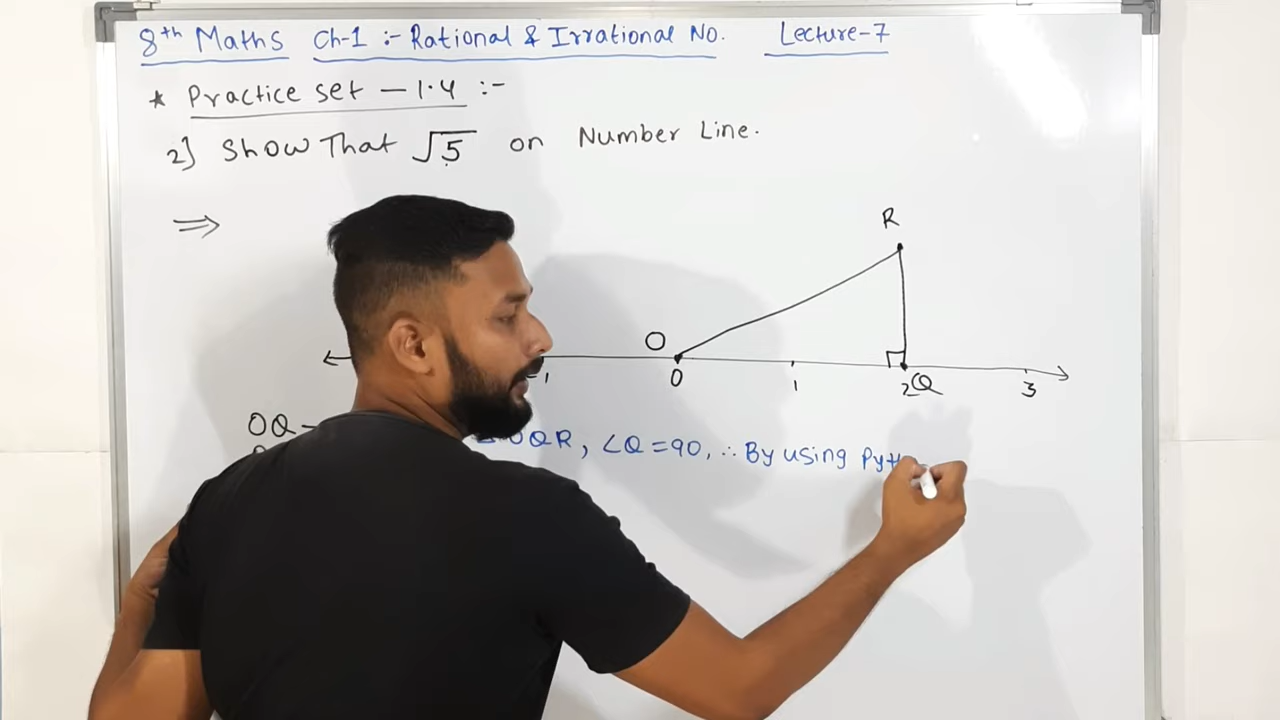 8th Maths Ch-1 :- Rational & Irrational No. Lecture-7
* Practice set - 1.4 :-
2] Show That √5 on Number Line.
⇒
R
O
-1 0 1 2 Q 3
OQ -
OQR, ∠Q = 90, ∴ By using Pyth